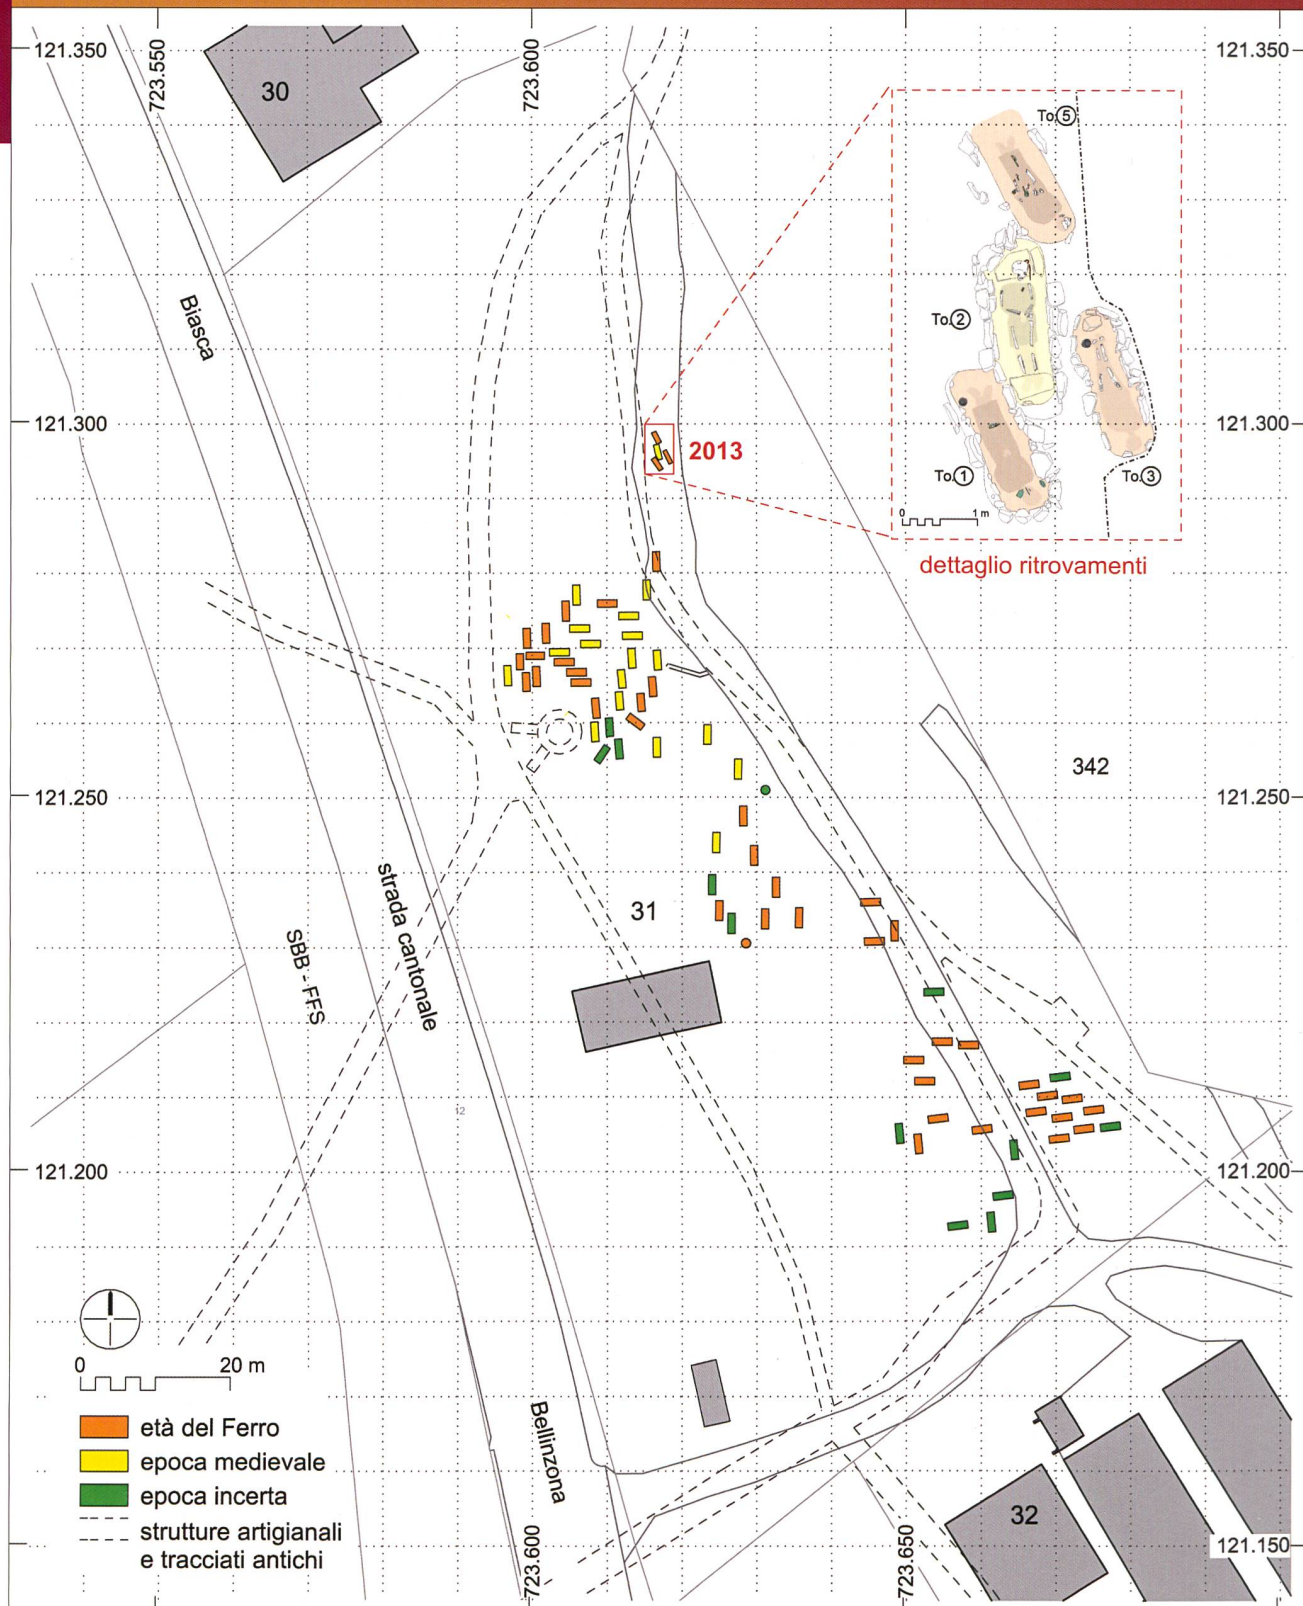 121.350
723.550
723.600
121.350
30
To.5
Biasca
To.2
121.300
2013
121.300
To.1
To.3
0 1 m
dettaglio ritrovamenti
342
121.250
121.250
strada cantonale
31
SBB - FFS
12
121.200
121.200
0 20 m
Bellinzona
età del Ferro
epoca medievale
epoca incerta
strutture artigianali
e tracciati antichi
32
723.600
723.650
121.150